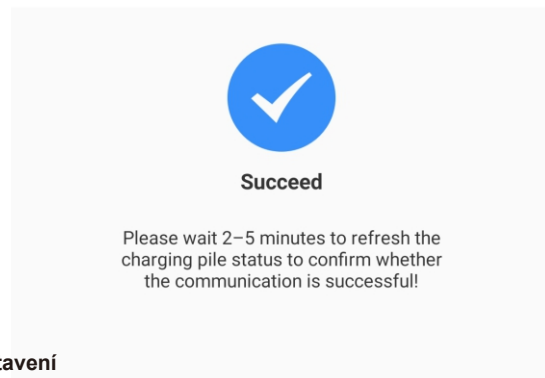 Succeed
Please wait 2–5 minutes to refresh the
charging pile status to confirm whether
the communication is successful!
tavení